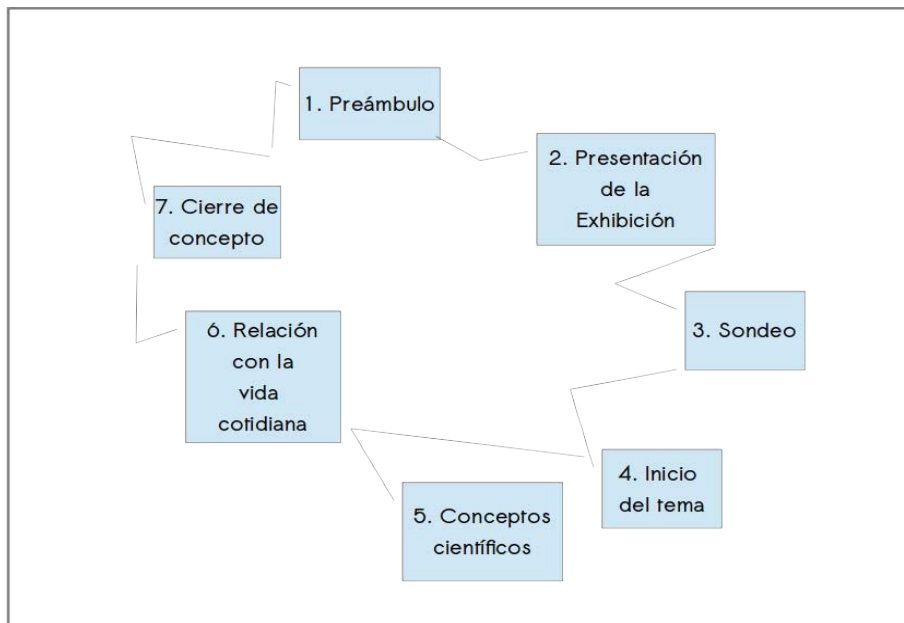 1. Preámbulo
2. Presentación
de la
Exhibición
3. Sondeo
4. Inicio
del tema
5. Conceptos
científicos
6. Relación
con la
vida
cotidiana
7. Cierre de
concepto